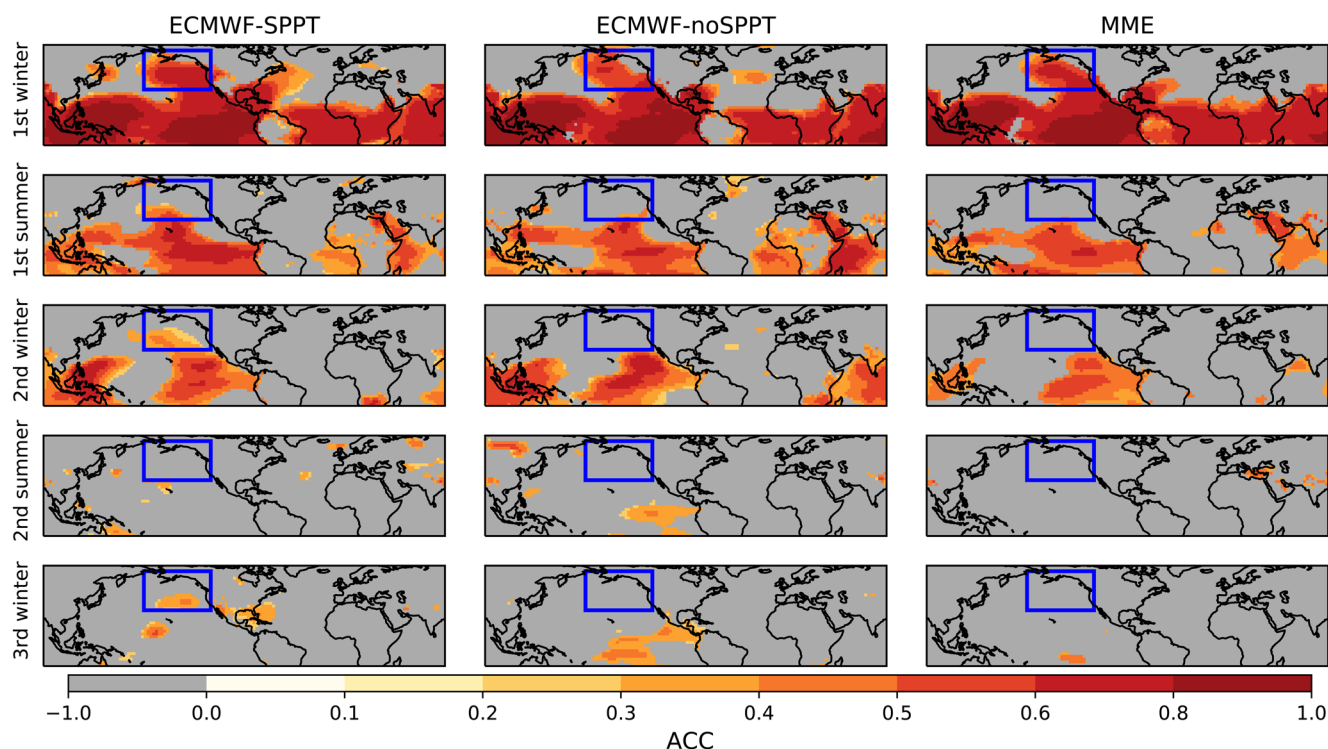 ECMWF-SPPT ECMWF-noSPPT MME
1st winter
1st summer
2nd winter
2nd summer
3rd winter
−1.0 0.0 0.1 0.2 0.3 0.4 0.5 0.6 0.8 1.0
ACC